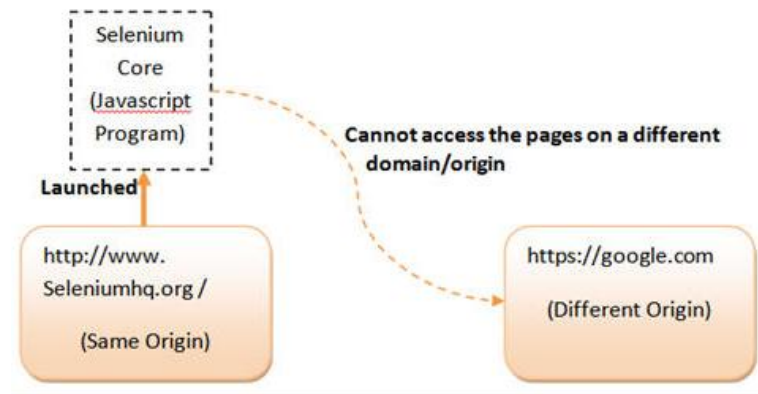 Selenium
Core
(Javascript
Program)
Cannot access the pages on a different
domain/origin
Launched
http://www.
Seleniumhq.org /
(Same Origin)
https://google.com
(Different Origin)